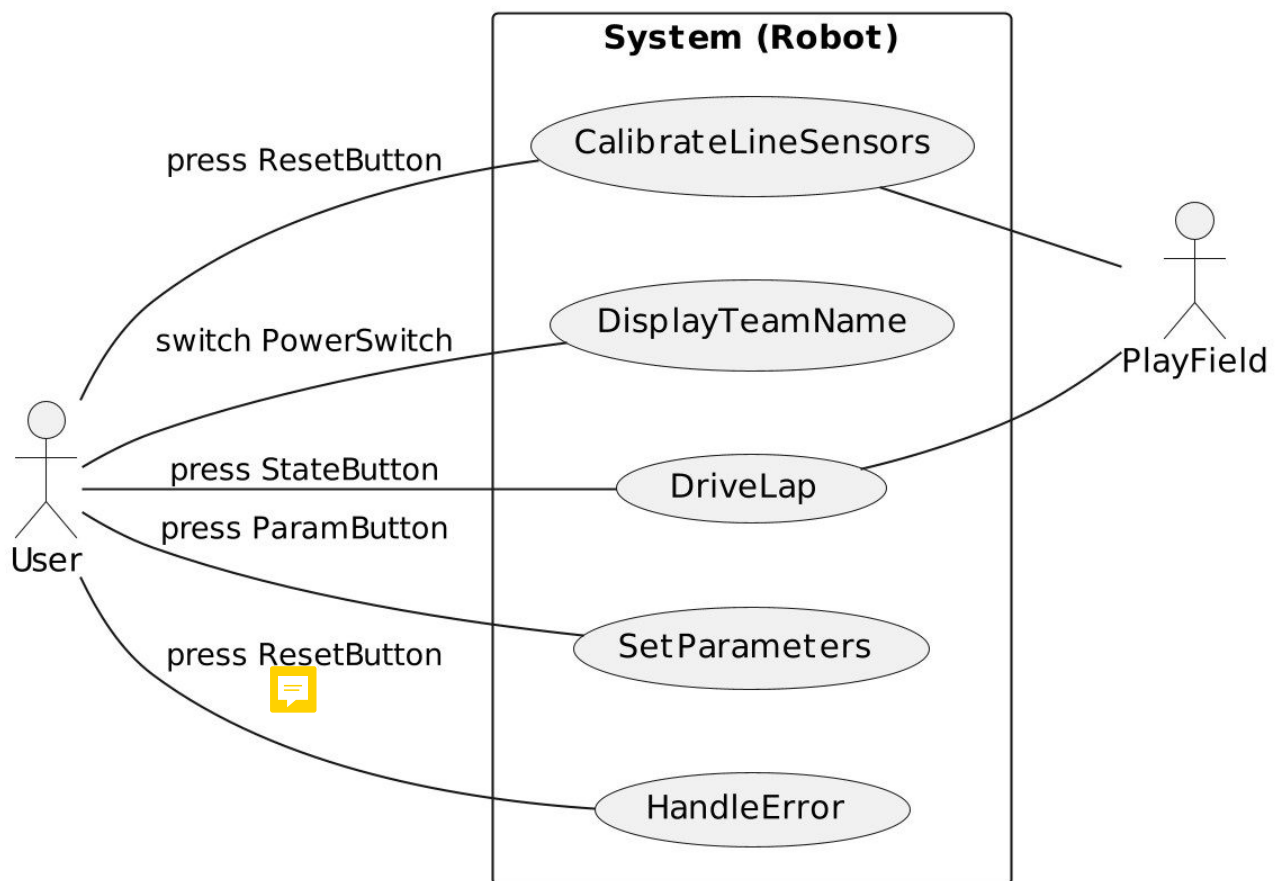 System (Robot)
press ResetButton
CalibrateLineSensors
switch PowerSwitch
DisplayTeamName
PlayField
press StateButton
DriveLap
press ParamButton
User
SetParameters
press ResetButton
HandleError